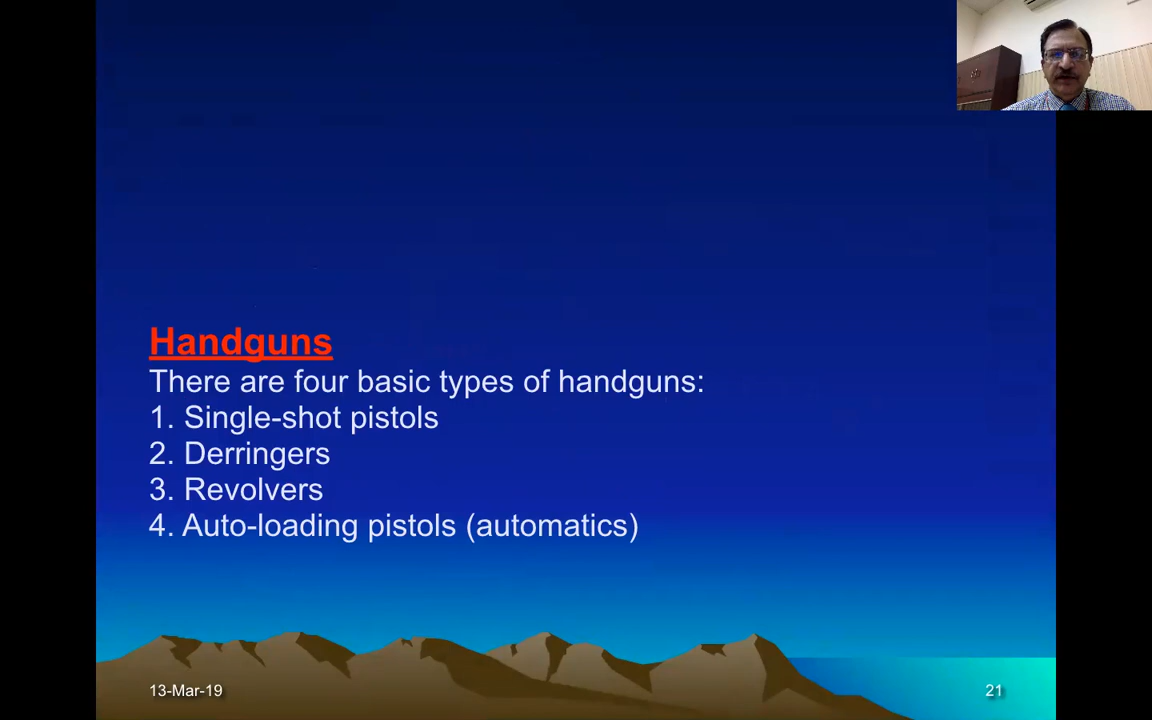 Handguns
There are four basic types of handguns:
1. Single-shot pistols
2. Derringers
3. Revolvers
4. Auto-loading pistols (automatics)
13-Mar-19
21